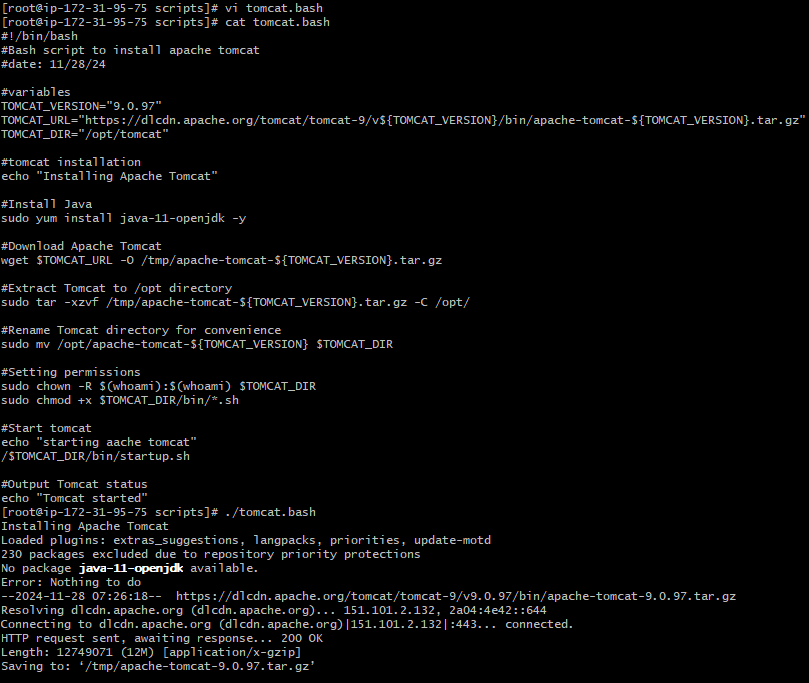 [root@ip-172-31-95-75 scripts]# vi tomcat.bash
[root@ip-172-31-95-75 scripts]# cat tomcat.bash
#!/bin/bash
#Bash script to install apache tomcat
#date: 11/28/24

#variables
TOMCAT_VERSION="9.0.97"
TOMCAT_URL="https://dlcdn.apache.org/tomcat/tomcat-9/v${TOMCAT_VERSION}/bin/apache-tomcat-${TOMCAT_VERSION}.tar.gz"
TOMCAT_DIR="/opt/tomcat"

#tomcat installation
echo "Installing Apache Tomcat"

#Install Java
sudo yum install java-11-openjdk -y

#Download Apache Tomcat
wget $TOMCAT_URL -O /tmp/apache-tomcat-${TOMCAT_VERSION}.tar.gz

#Extract Tomcat to /opt directory
sudo tar -xzvf /tmp/apache-tomcat-${TOMCAT_VERSION}.tar.gz -C /opt/

#Rename Tomcat directory for convenience
sudo mv /opt/apache-tomcat-${TOMCAT_VERSION} $TOMCAT_DIR

#Setting permissions
sudo chown -R $(whoami):$(whoami) $TOMCAT_DIR
sudo chmod +x $TOMCAT_DIR/bin/*.sh

#Start tomcat
echo "starting aache tomcat"
/$TOMCAT_DIR/bin/startup.sh

#Output Tomcat status
echo "Tomcat started"
[root@ip-172-31-95-75 scripts]# ./tomcat.bash
Installing Apache Tomcat
Loaded plugins: extras_suggestions, langpacks, priorities, update-motd
230 packages excluded due to repository priority protections
No package java-11-openjdk available.
Error: Nothing to do
--2024-11-28 07:26:18--  https://dlcdn.apache.org/tomcat/tomcat-9/v9.0.97/bin/apache-tomcat-9.0.97.tar.gz
Resolving dlcdn.apache.org (dlcdn.apache.org)... 151.101.2.132, 2a04:4e42::644
Connecting to dlcdn.apache.org (dlcdn.apache.org)|151.101.2.132|:443... connected.
HTTP request sent, awaiting response... 200 OK
Length: 12749071 (12M) [application/x-gzip]
Saving to: ‘/tmp/apache-tomcat-9.0.97.tar.gz’